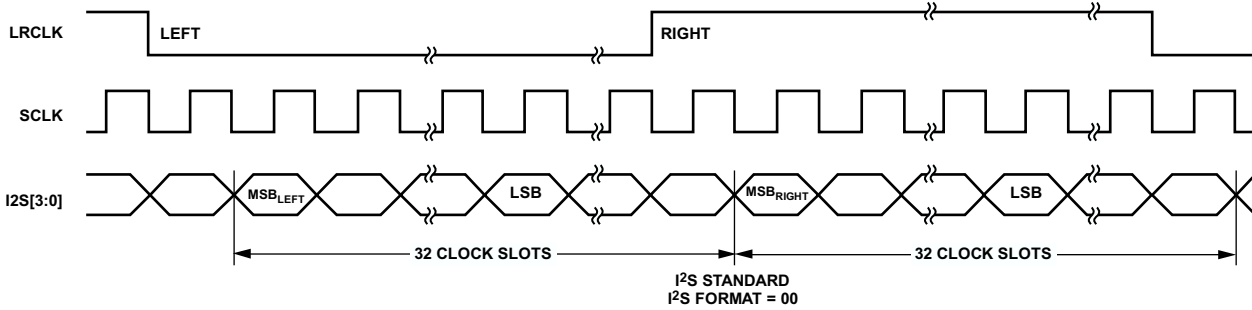 LRCLK LEFT RIGHT
SCLK
I2S[3:0] MSBLEFT LSB MSBRIGHT LSB
32 CLOCK SLOTS 32 CLOCK SLOTS
I2S STANDARD
I2S FORMAT = 00